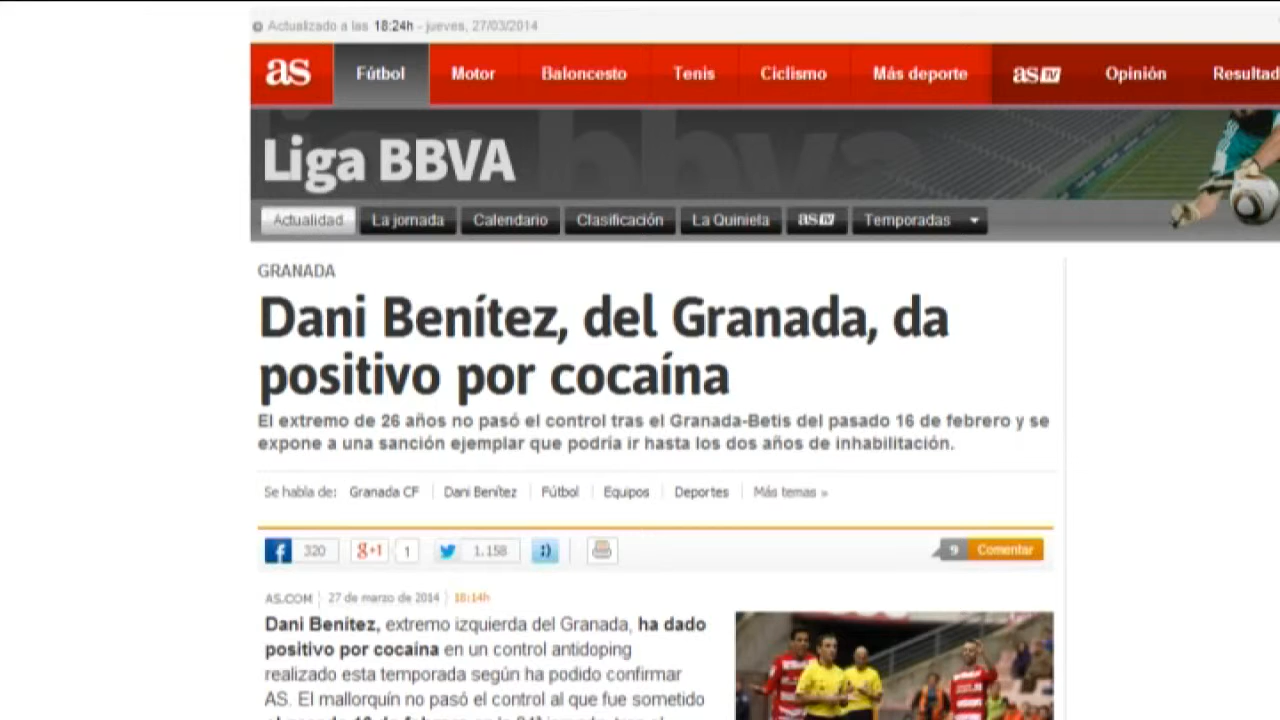 Actualizado a las 18:24h - jueves, 27/03/2014
as Fútbol Motor Baloncesto Tenis Ciclismo Más deporte as TV Opinión Resultad
Liga BBVA
Actualidad La jornada Calendario Clasificación La Quiniela as TV Temporadas
GRANADA
Dani Benítez, del Granada, da
positivo por cocaína
El extremo de 26 años no pasó el control tras el Granada-Betis del pasado 16 de febrero y se
expone a una sanción ejemplar que podría ir hasta los dos años de inhabilitación.
Se habla de: Granada CF Dani Benítez Fútbol Equipos Deportes Más temas »
f 320 g+1 1 1.158 :) 9 Comentar
AS.COM 27 de marzo de 2014 18:14h
Dani Benítez, extremo izquierda del Granada, ha dado
positivo por cocaína en un control antidoping
realizado esta temporada según ha podido confirmar
AS. El mallorquín no pasó el control al que fue sometido